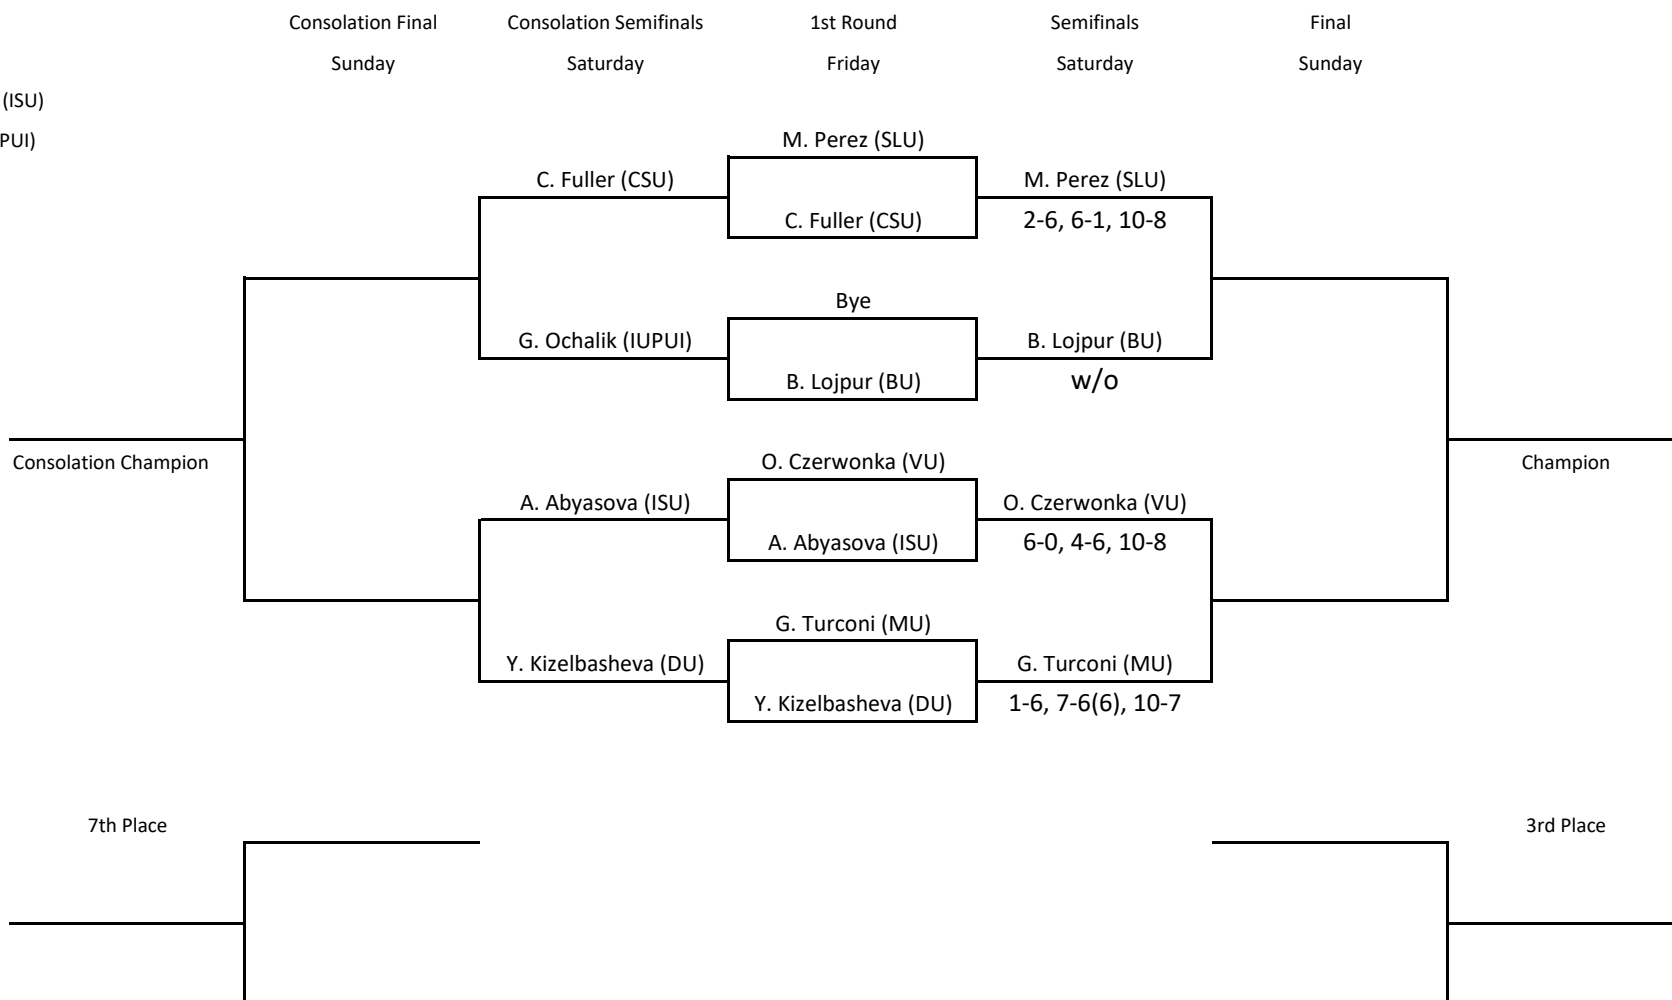 Consolation Final Consolation Semifinals 1st Round Semifinals Final
Sunday Saturday Friday Saturday Sunday
(ISU)
PUI)
M. Perez (SLU)
C. Fuller (CSU) M. Perez (SLU)
C. Fuller (CSU) 2-6, 6-1, 10-8
Bye
G. Ochalik (IUPUI) B. Lojpur (BU)
B. Lojpur (BU) w/o
O. Czerwonka (VU)
Consolation Champion Champion
A. Abyasova (ISU) O. Czerwonka (VU)
A. Abyasova (ISU) 6-0, 4-6, 10-8
G. Turconi (MU)
Y. Kizelbasheva (DU) G. Turconi (MU)
Y. Kizelbasheva (DU) 1-6, 7-6(6), 10-7
7th Place 3rd Place